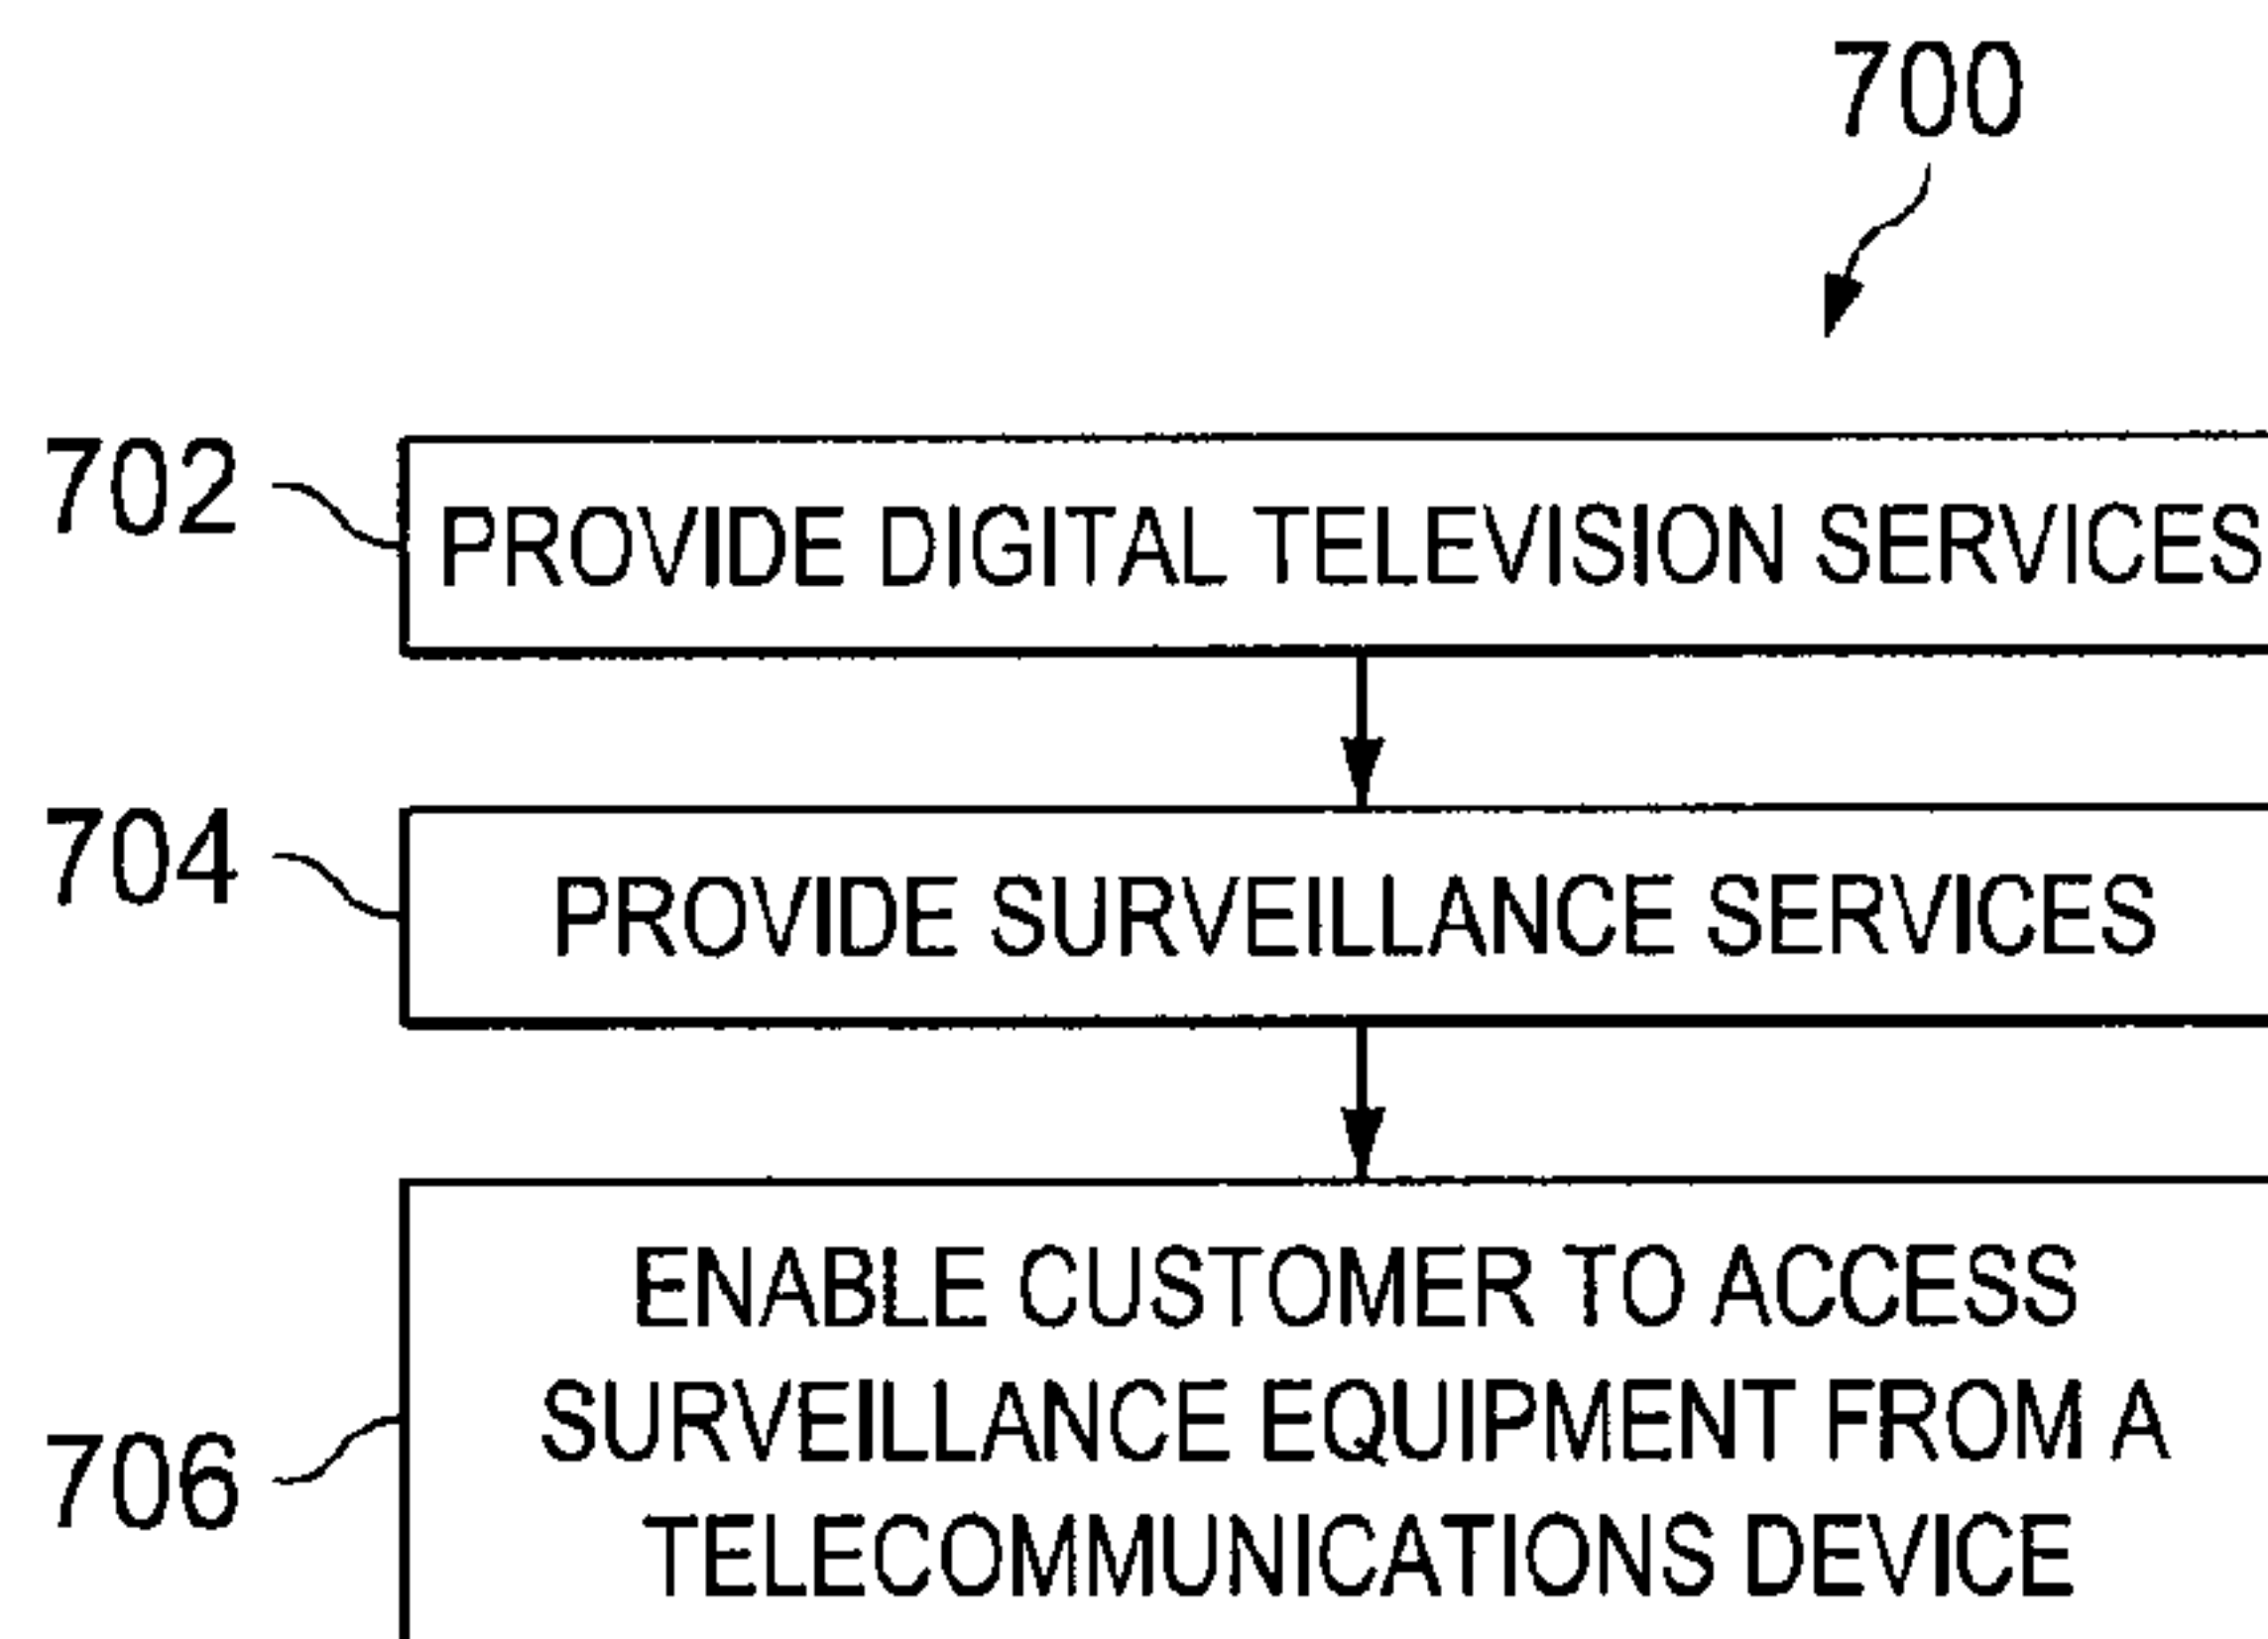 700
702
PROVIDE DIGITAL TELEVISION SERVICES
704
PROVIDE SURVEILLANCE SERVICES
706
ENABLE CUSTOMER TO ACCESS
SURVEILLANCE EQUIPMENT FROM A
TELECOMMUNICATIONS DEVICE